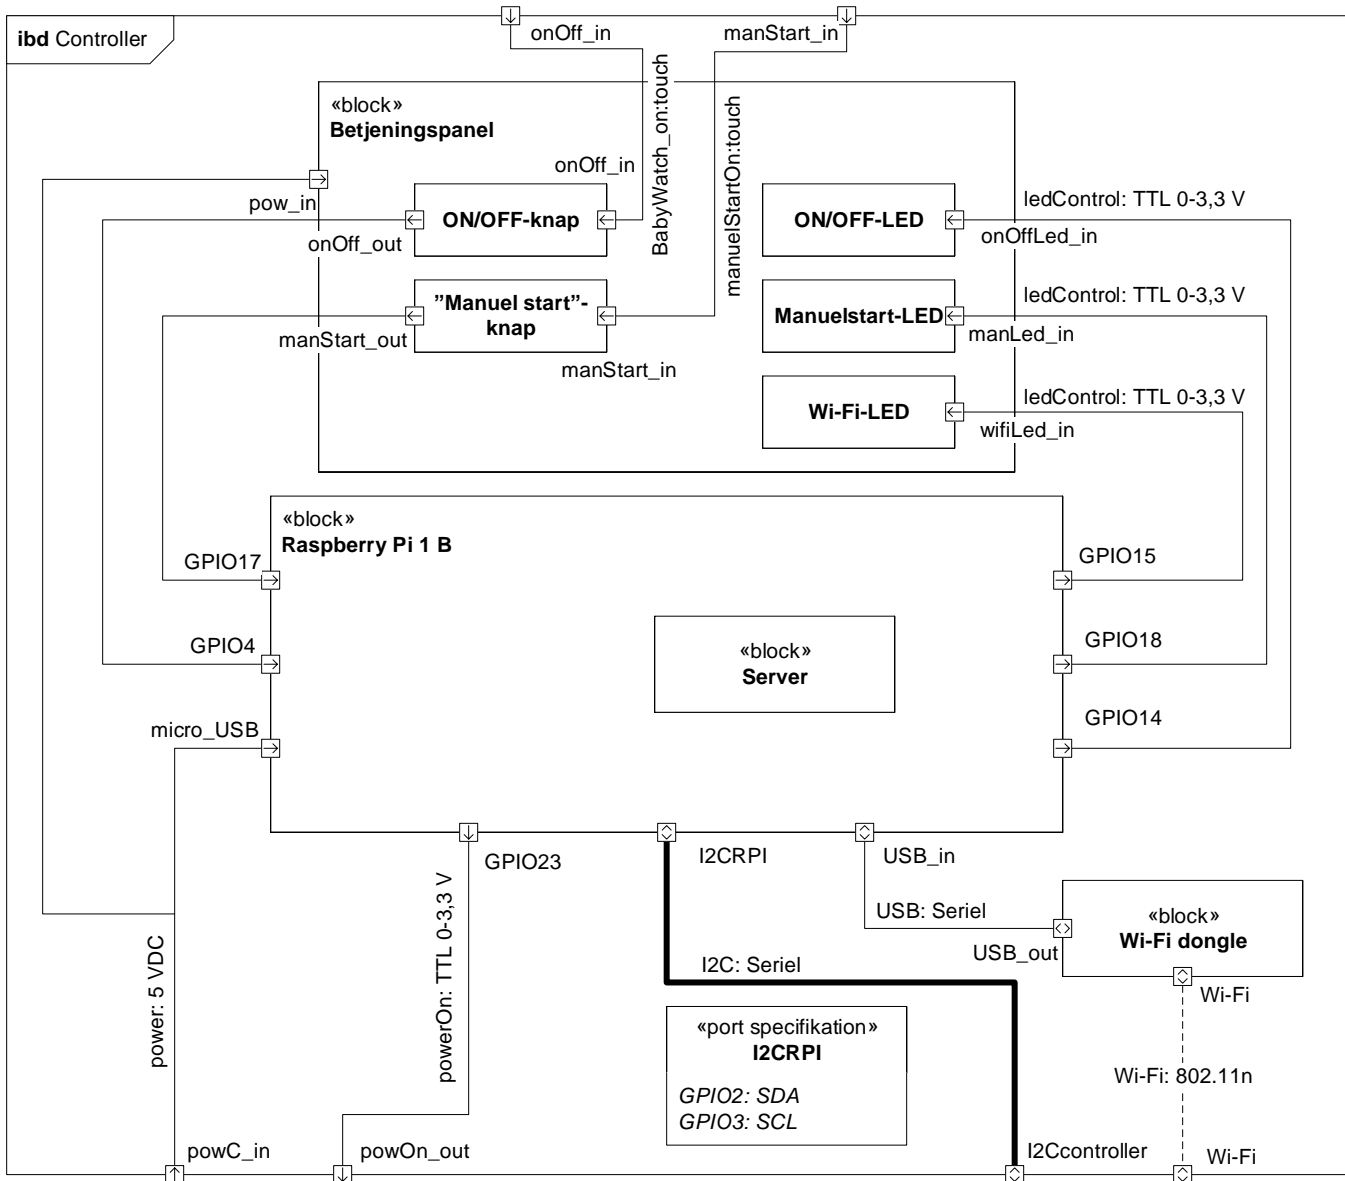 ibd Controller
onOff_in
manStart_in
BabyWatch_on:touch
manuelStartOn:touch
«block»
Betjeningspanel
onOff_in
pow_in
ON/OFF-knap
onOff_out
ON/OFF-LED
ledControl: TTL 0-3,3 V
onOffLed_in
”Manuel start”-
knap
manStart_out
manStart_in
Manuelstart-LED
ledControl: TTL 0-3,3 V
manLed_in
Wi-Fi-LED
ledControl: TTL 0-3,3 V
wifiLed_in
«block»
Raspberry Pi 1 B
GPIO17
GPIO15
GPIO4
«block»
Server
GPIO18
micro_USB
GPIO14
GPIO23
I2CRPI
USB_in
power: 5 VDC
powerOn: TTL 0-3,3 V
USB: Seriel
USB_out
«block»
Wi-Fi dongle
I2C: Seriel
Wi-Fi
«port specifikation»
I2CRPI
GPIO2: SDA
GPIO3: SCL
Wi-Fi: 802.11n
powC_in
powOn_out
I2Ccontroller
Wi-Fi